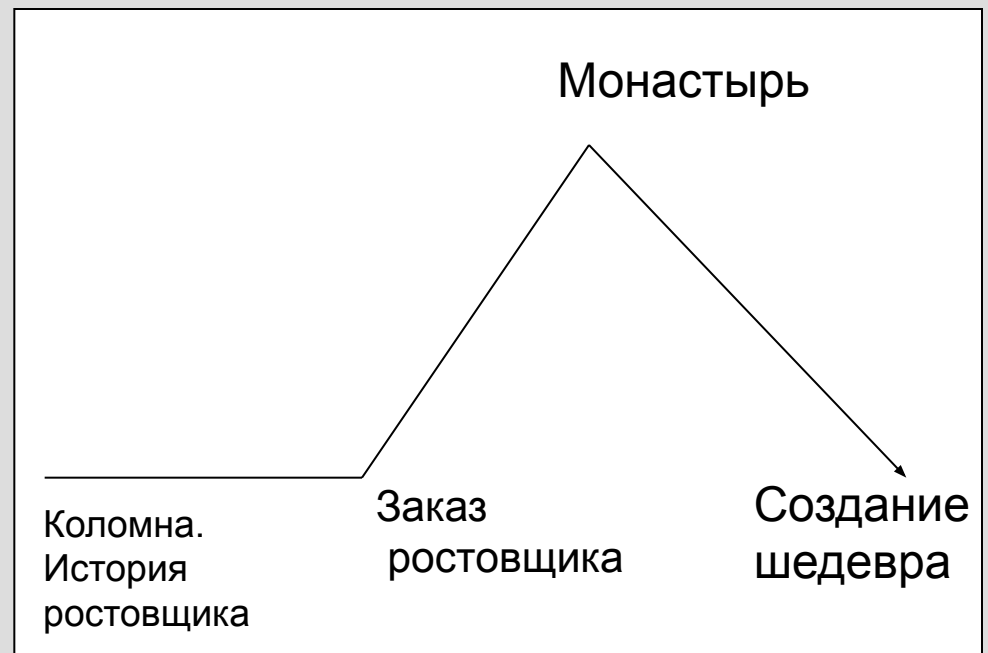 Монастырь
Коломна.
История
ростовщика
Заказ
ростовщика
Создание
шедевра